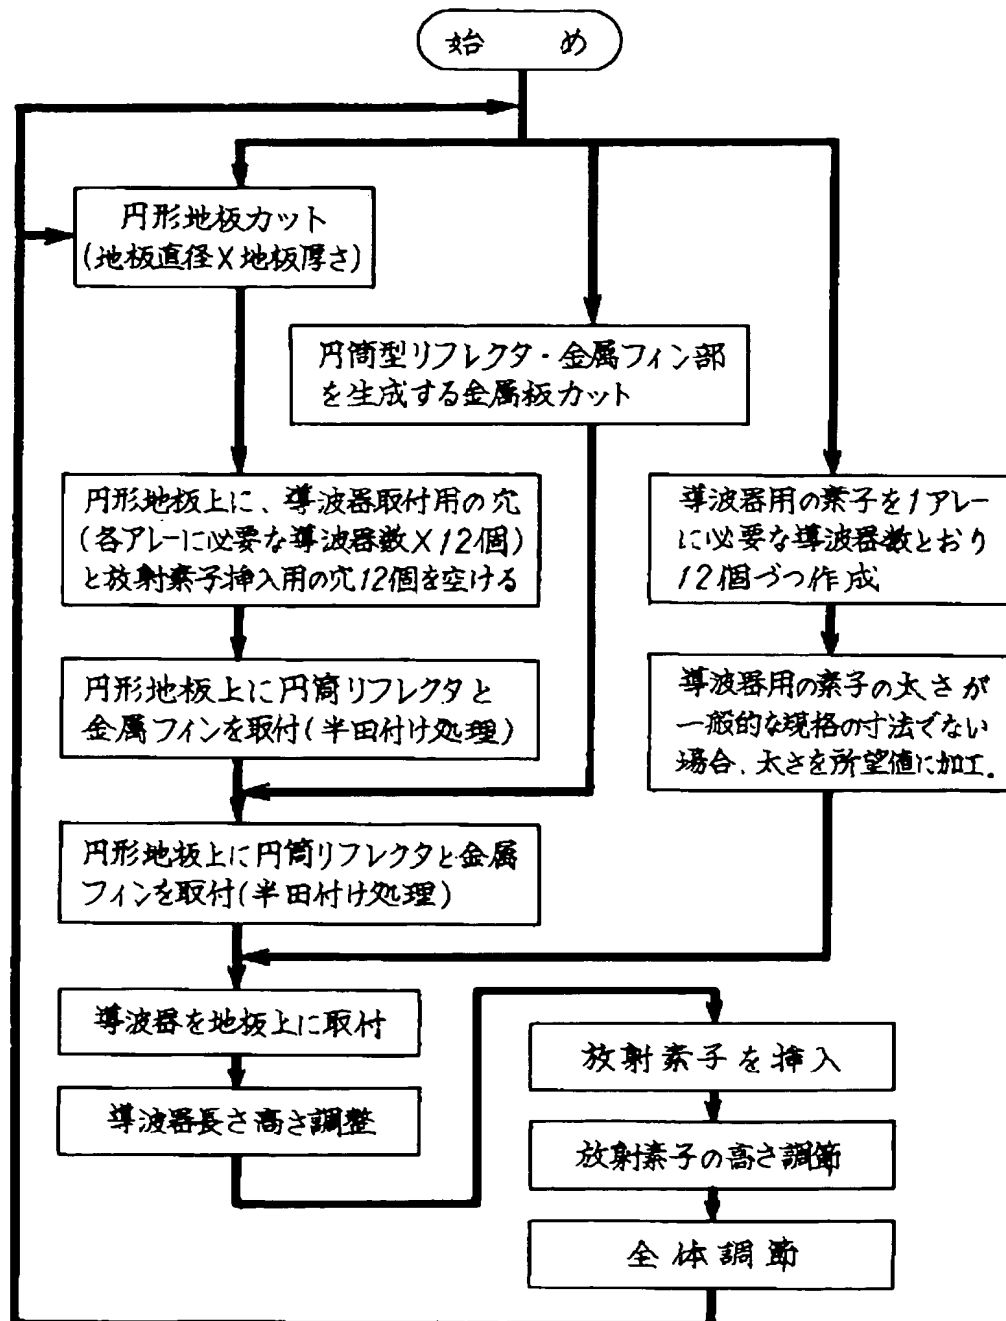 始 め
円形地板カット
(地板直径×地板厚さ)
円筒型リフレクタ・金属フィン部
を生成する金属板カット
円形地板上に、導波器取付用の穴
(各アレーに必要な導波器数×12個)
と放射素子挿入用の穴12個を空ける
導波器用の素子を1アレー
に必要な導波器数とおり
12個づつ作成
円形地板上に円筒リフレクタと
金属フィンを取付(半田付け処理)
導波器用の素子の太さが
一般的な規格の寸法でない
場合、太さを所望値に加工.
円形地板上に円筒リフレクタと金属
フィンを取付(半田付け処理)
導波器を地板上に取付
導波器長さ高さ調整
放射素子を挿入
放射素子の高さ調節
全体調節